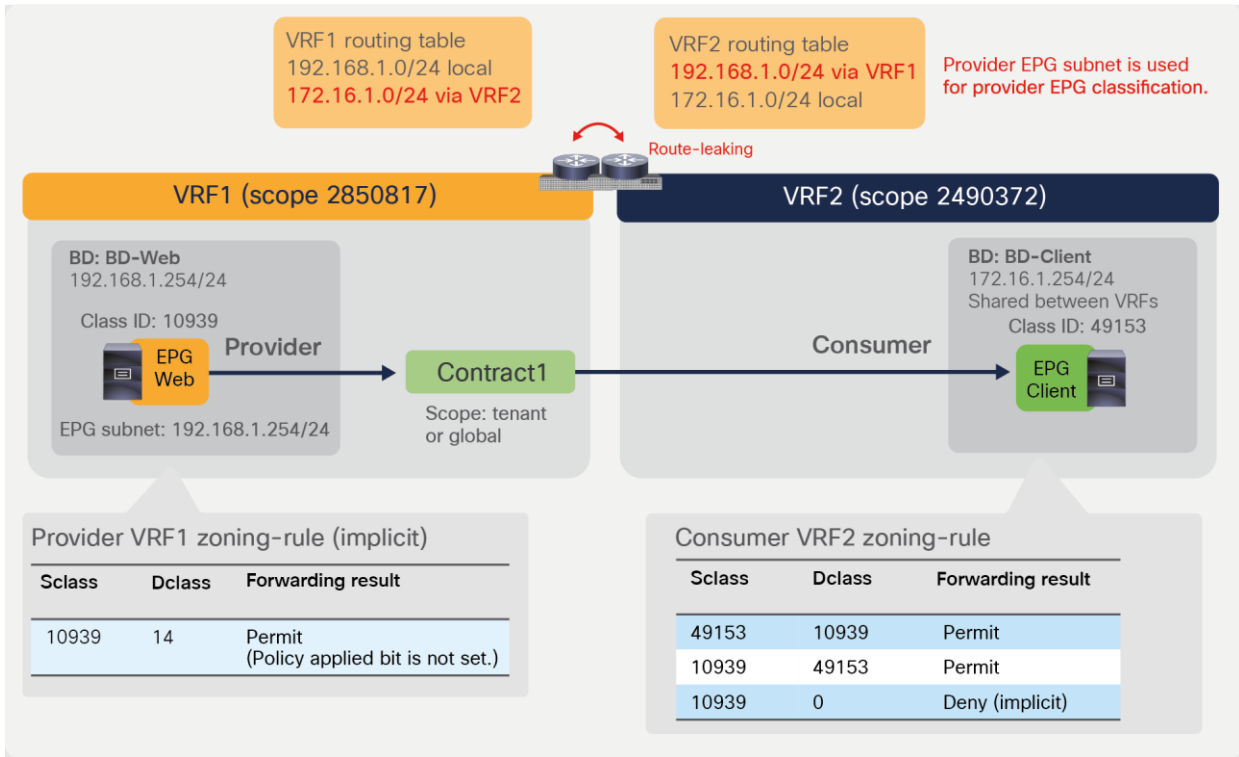 VRF1 routing table
192.168.1.0/24 local
172.16.1.0/24 via VRF2
VRF2 routing table
192.168.1.0/24 via VRF1
172.16.1.0/24 local
Provider EPG subnet is used
for provider EPG classification.
Route-leaking
VRF1 (scope 2850817)
VRF2 (scope 2490372)
BD: BD-Web
192.168.1.254/24
Class ID: 10939
EPG
Web
EPG subnet: 192.168.1.254/24
Provider
Contract1
Scope: tenant
or global
Consumer
BD: BD-Client
172.16.1.254/24
Shared between VRFs
Class ID: 49153
EPG
Client
Provider VRF1 zoning-rule (implicit)
Sclass Dclass Forwarding result
10939 14 Permit
(Policy applied bit is not set.)
Consumer VRF2 zoning-rule
Sclass Dclass Forwarding result
49153 10939 Permit
10939 49153 Permit
10939 0 Deny (implicit)